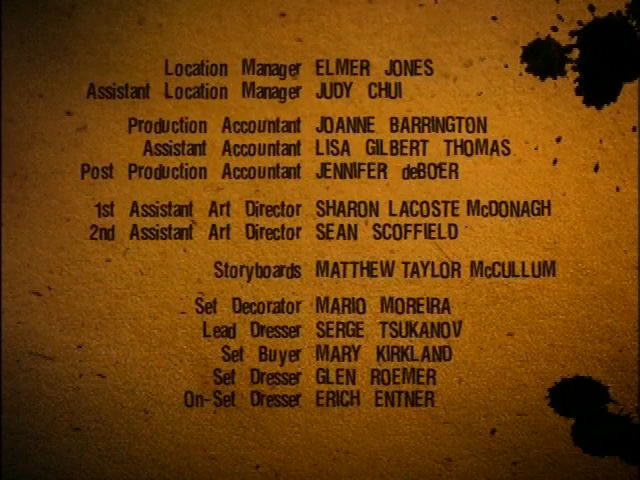 Location Manager ELMER JONES
Assistant Location Manager JUDY CHUI
Production Accountant JOANNE BARRINGTON
Assistant Accountant LISA GILBERT THOMAS
Post Production Accountant JENNIFER deBOER
1st Assistant Art Director SHARON LACOSTE McDONAGH
2nd Assistant Art Director SEAN SCOFFIELD
Storyboards MATTHEW TAYLOR McCULLUM
Set Decorator MARIO MOREIRA
Lead Dresser SERGE TSUKANOV
Set Buyer MARY KIRKLAND
Set Dresser GLEN ROEMER
On-Set Dresser ERICH ENTNER